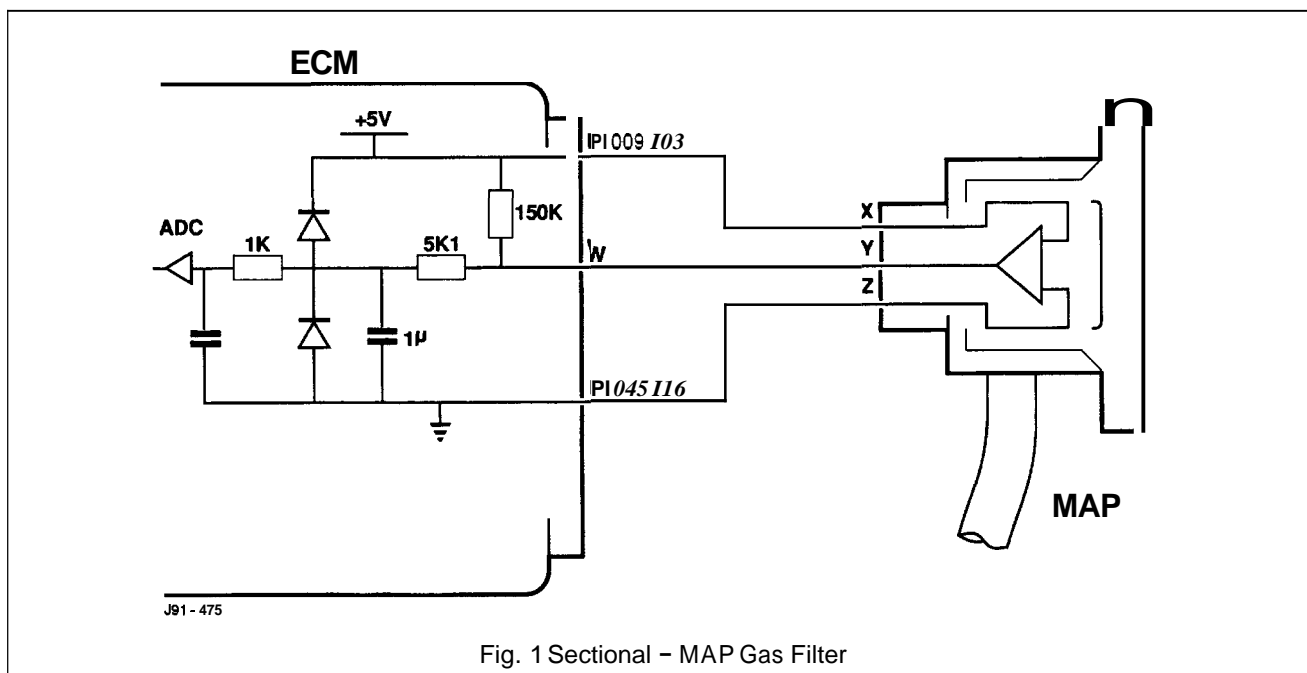 ECM
+5V
PI 009 I03
150K
X
ADC
1K
5K1
W
Y
Z
1µ
PI 045 I16
MAP
J91 - 475
Fig. 1 Sectional – MAP Gas Filter